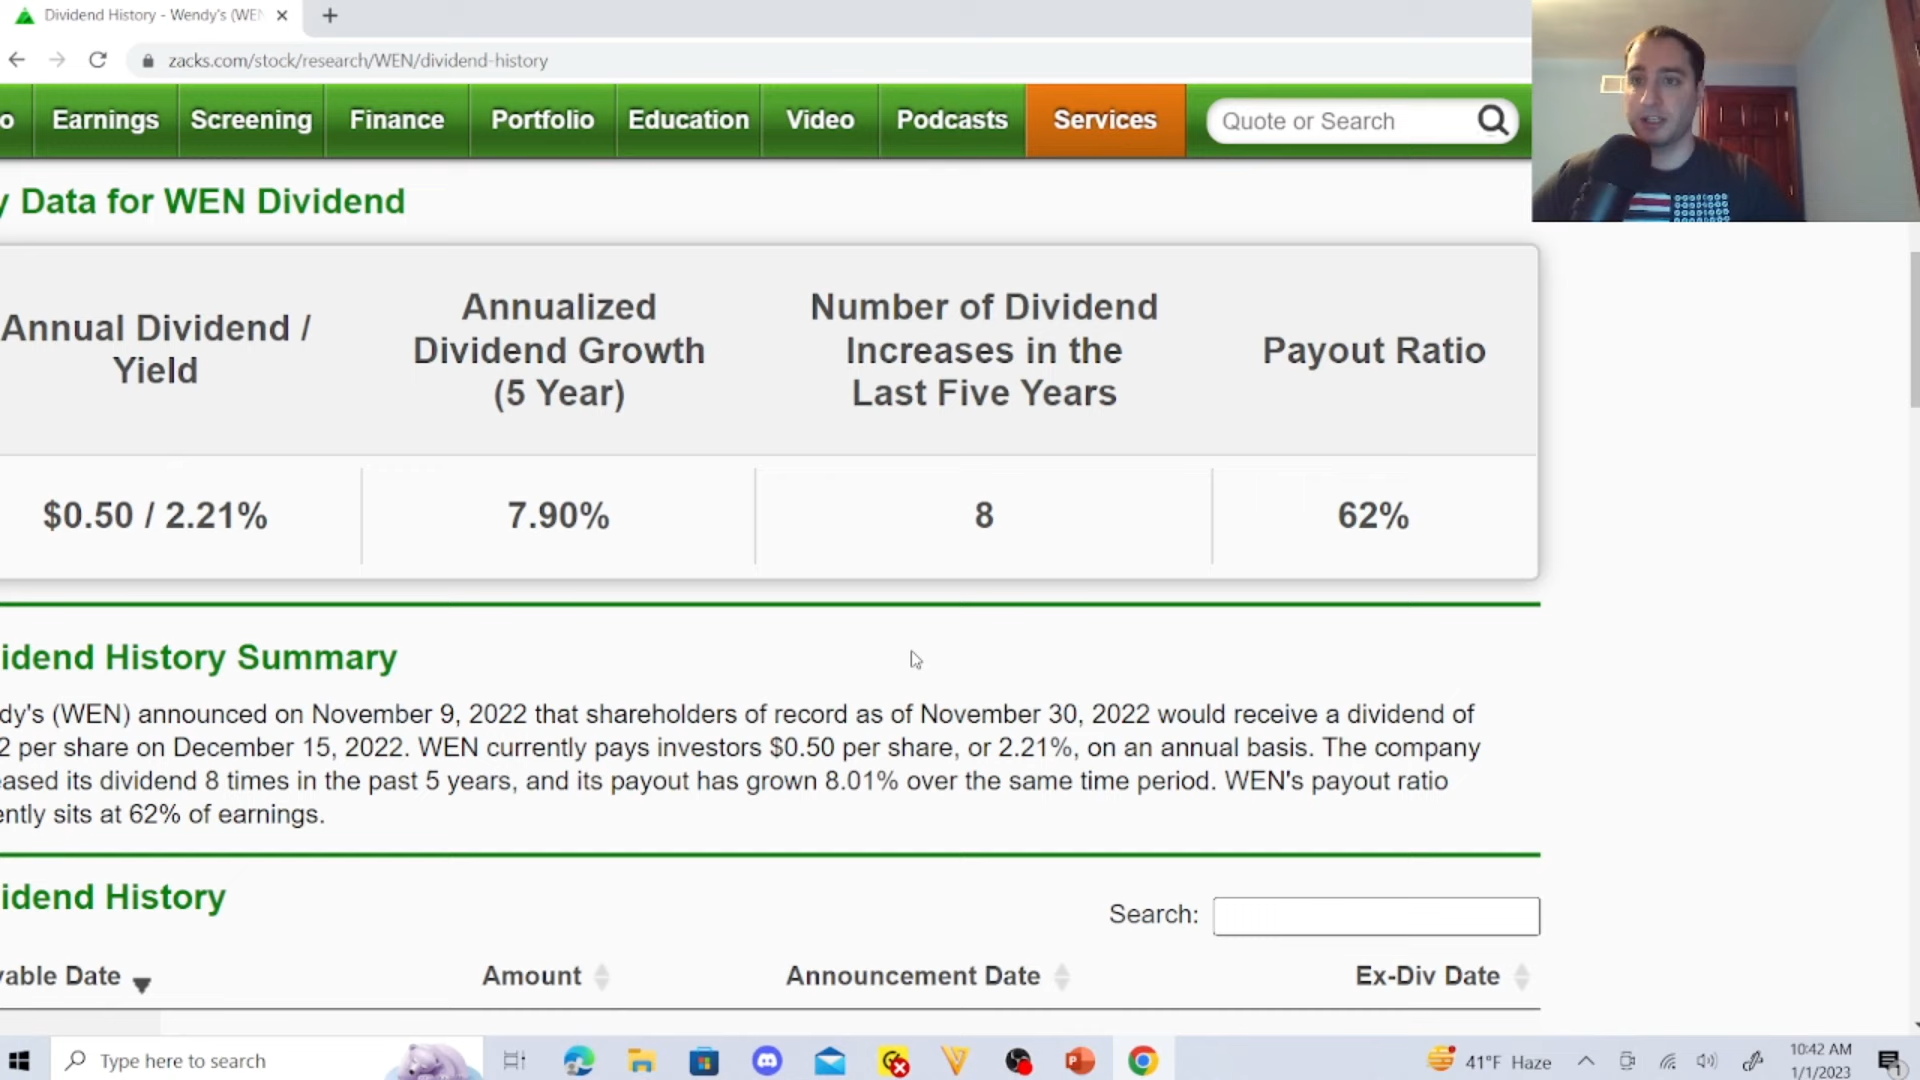 Dividend History - Wendy's (WEN
zacks.com/stock/research/WEN/dividend-history
o Earnings Screening Finance Portfolio Education Video Podcasts Services Quote or Search
y Data for WEN Dividend
Annual Dividend /
Yield
Annualized
Dividend Growth
(5 Year)
Number of Dividend
Increases in the
Last Five Years
Payout Ratio
$0.50 / 2.21% 7.90% 8 62%
idend History Summary
dy's (WEN) announced on November 9, 2022 that shareholders of record as of November 30, 2022 would receive a dividend of
2 per share on December 15, 2022. WEN currently pays investors $0.50 per share, or 2.21%, on an annual basis. The company
eased its dividend 8 times in the past 5 years, and its payout has grown 8.01% over the same time period. WEN's payout ratio
ently sits at 62% of earnings.
idend History
Search:
yable Date Amount Announcement Date Ex-Div Date
Type here to search
41°F Haze
10:42 AM
1/1/2023
1